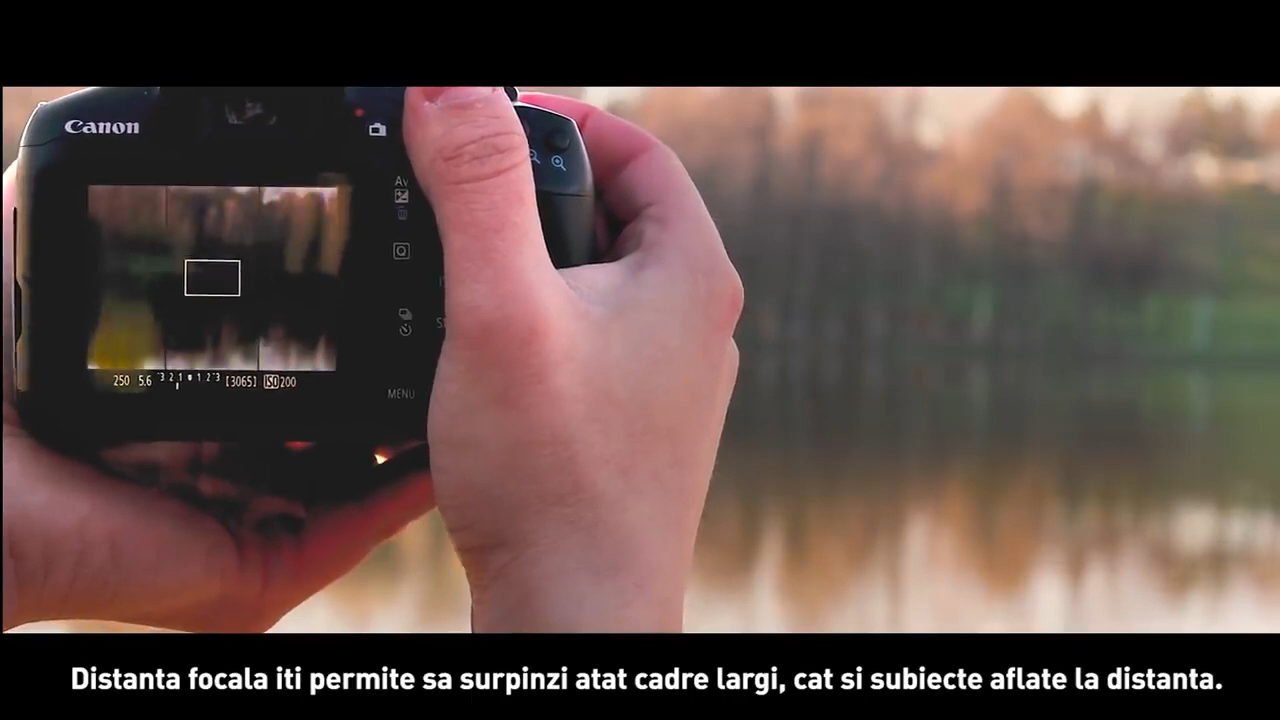 Canon
Av
Q
250 5.6 3 2 1 1 2 3 [3065] ISO 200
MENU
Distanta focala iti permite sa surpinzi atat cadre largi, cat si subiecte aflate la distanta.